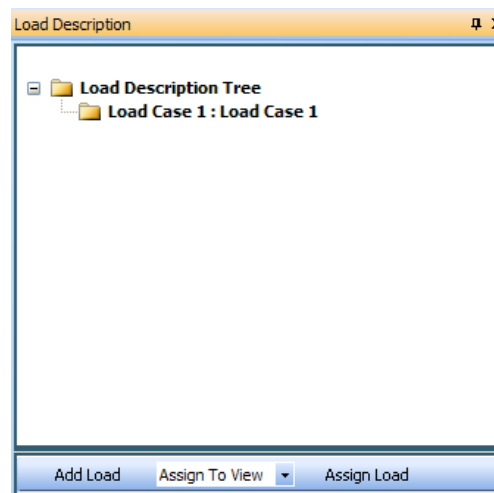 Load Description
Load Description Tree
Load Case 1 : Load Case 1
Add Load Assign To View Assign Load